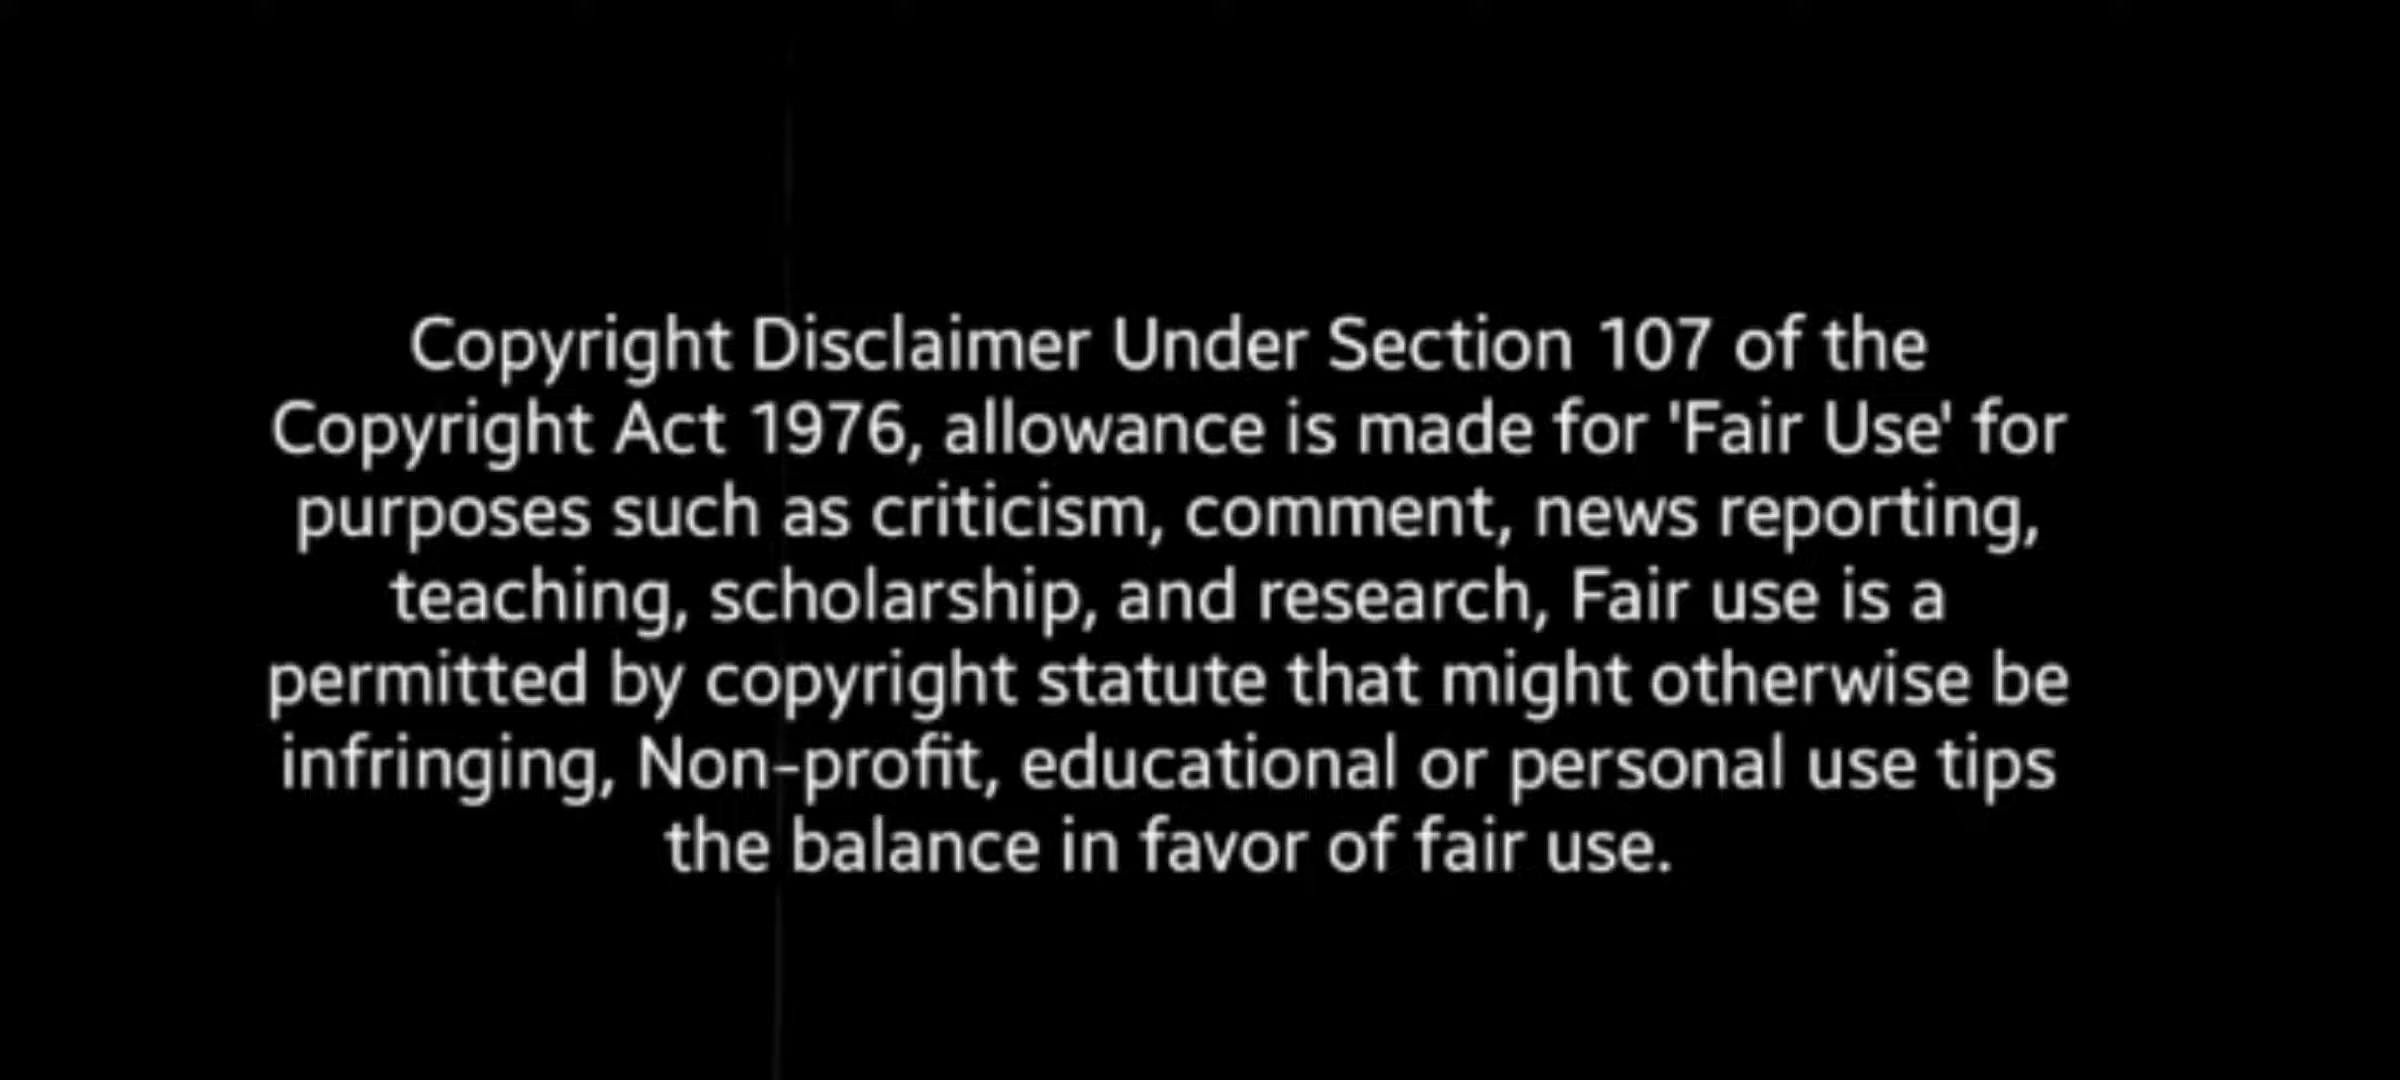 Copyright Disclaimer Under Section 107 of the
Copyright Act 1976, allowance is made for 'Fair Use' for
purposes such as criticism, comment, news reporting,
teaching, scholarship, and research, Fair use is a
permitted by copyright statute that might otherwise be
infringing, Non-profit, educational or personal use tips
the balance in favor of fair use.